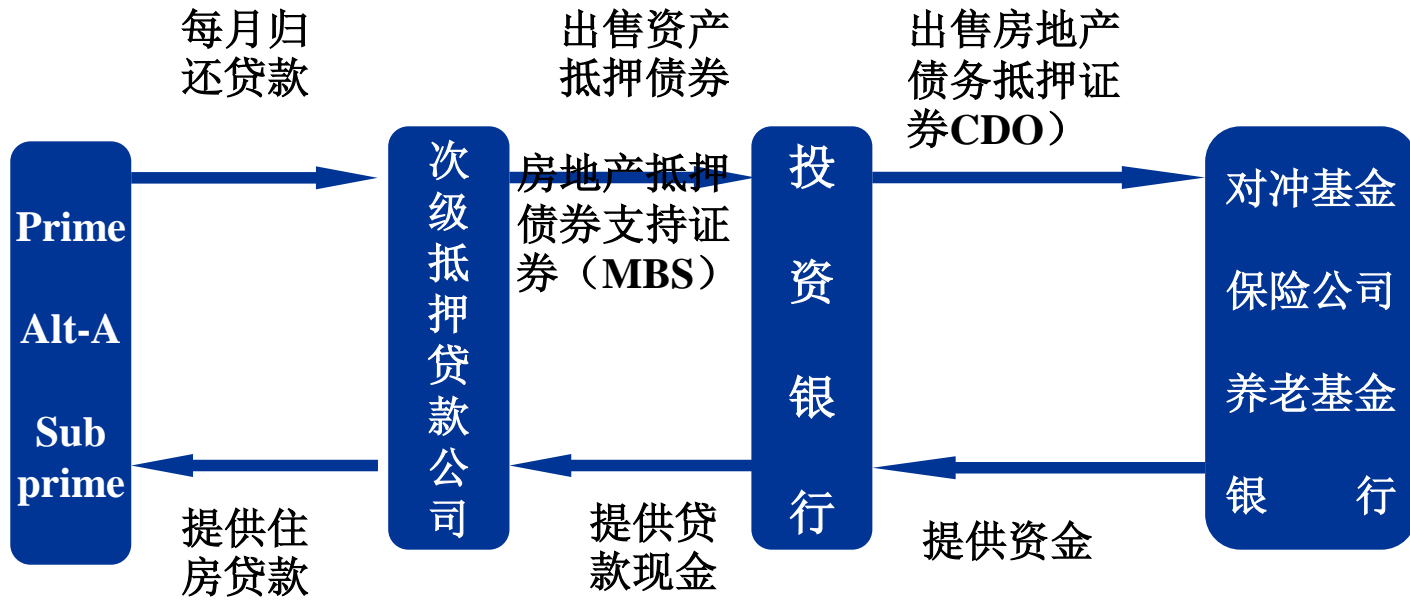 每月归
还贷款
出售资产
抵押债券
出售房地产
债务抵押证
券CDO）
Prime
Alt-A
Sub
prime
次
级
抵
押
贷
款
公
司
房地产抵押
债券支持证
券（MBS）
投
资
银
行
对冲基金
保险公司
养老基金
银 行
提供住
房贷款
提供贷
款现金
提供资金